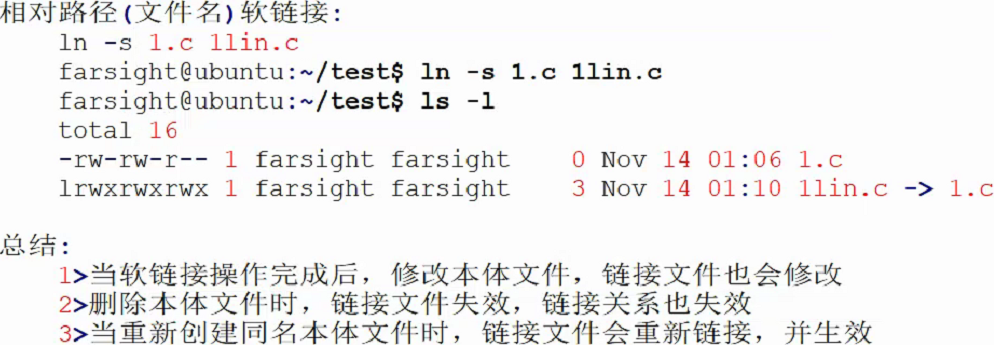 相对路径(文件名)软链接:
ln -s 1.c 1lin.c
farsight@ubuntu:~/test$ ln -s 1.c 1lin.c
farsight@ubuntu:~/test$ ls -l
total 16
-rw-rw-r-- 1 farsight farsight    0 Nov 14 01:06 1.c
lrwxrwxrwx 1 farsight farsight    3 Nov 14 01:10 1lin.c -> 1.c
总结:
1>当软链接操作完成后，修改本体文件，链接文件也会修改
2>删除本体文件时，链接文件失效，链接关系也失效
3>当重新创建同名本体文件时，链接文件会重新链接，并生效